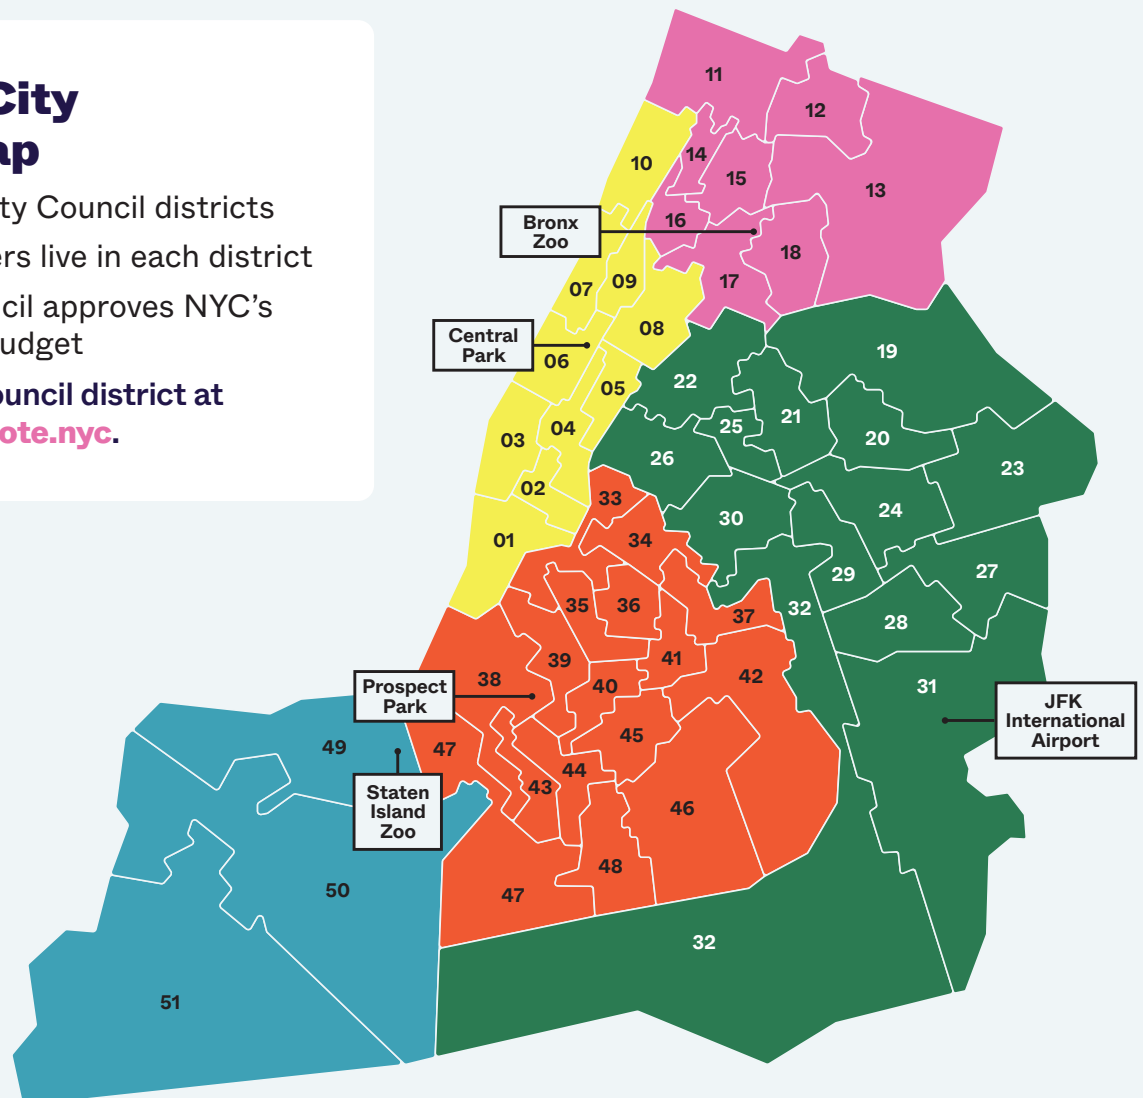 City
ap
ty Council districts
ers live in each district
cil approves NYC’s
udget
ouncil district at
ote.nyc.
11
12
10
14
15
13
16
Bronx
Zoo
18
09
17
07
08
Central
Park
19
06
22
05
21
04
25
20
03
26
23
02
33
24
30
01
34
27
29
35
36
32
37
28
39
41
38
40
42
31
Prospect
Park
JFK
International
Airport
45
49
47
44
43
Staten
Island
Zoo
46
48
50
47
32
51